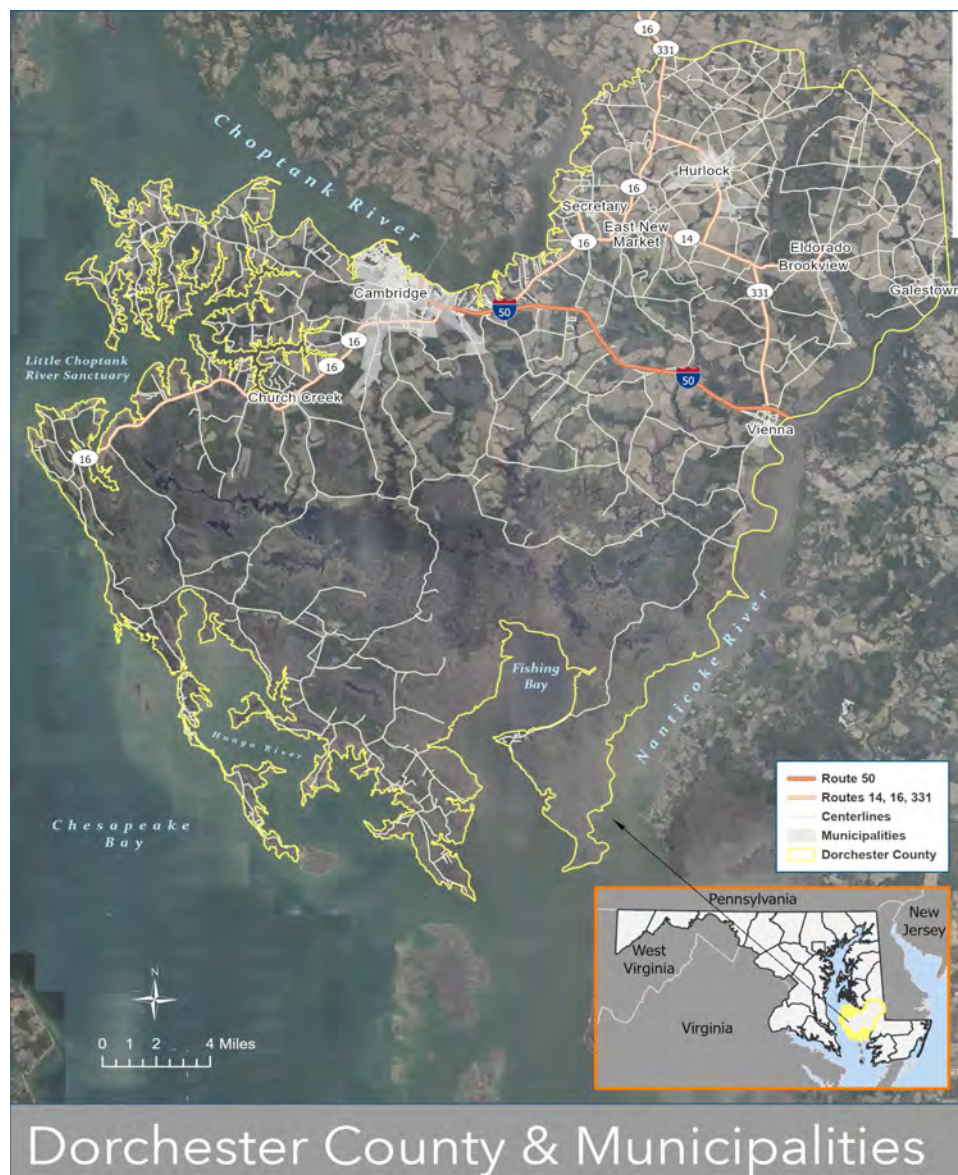 16
331
Choptank River
Hurlock
16
Secretary
East New
Market
16
14
Eldorado
Brookview
331
Galestown
Cambridge
50
16
16
50
Little Choptank
River Sanctuary
Church Creek
Vienna
16
Fishing
Bay
Nanticoke River
Honga River
Chesapeake
Bay
Route 50
Routes 14, 16, 331
Centerlines
Municipalities
Dorchester County
Pennsylvania
New
Jersey
West
Virginia
Virginia
N
0 1 2 4 Miles
Dorchester County & Municipalities